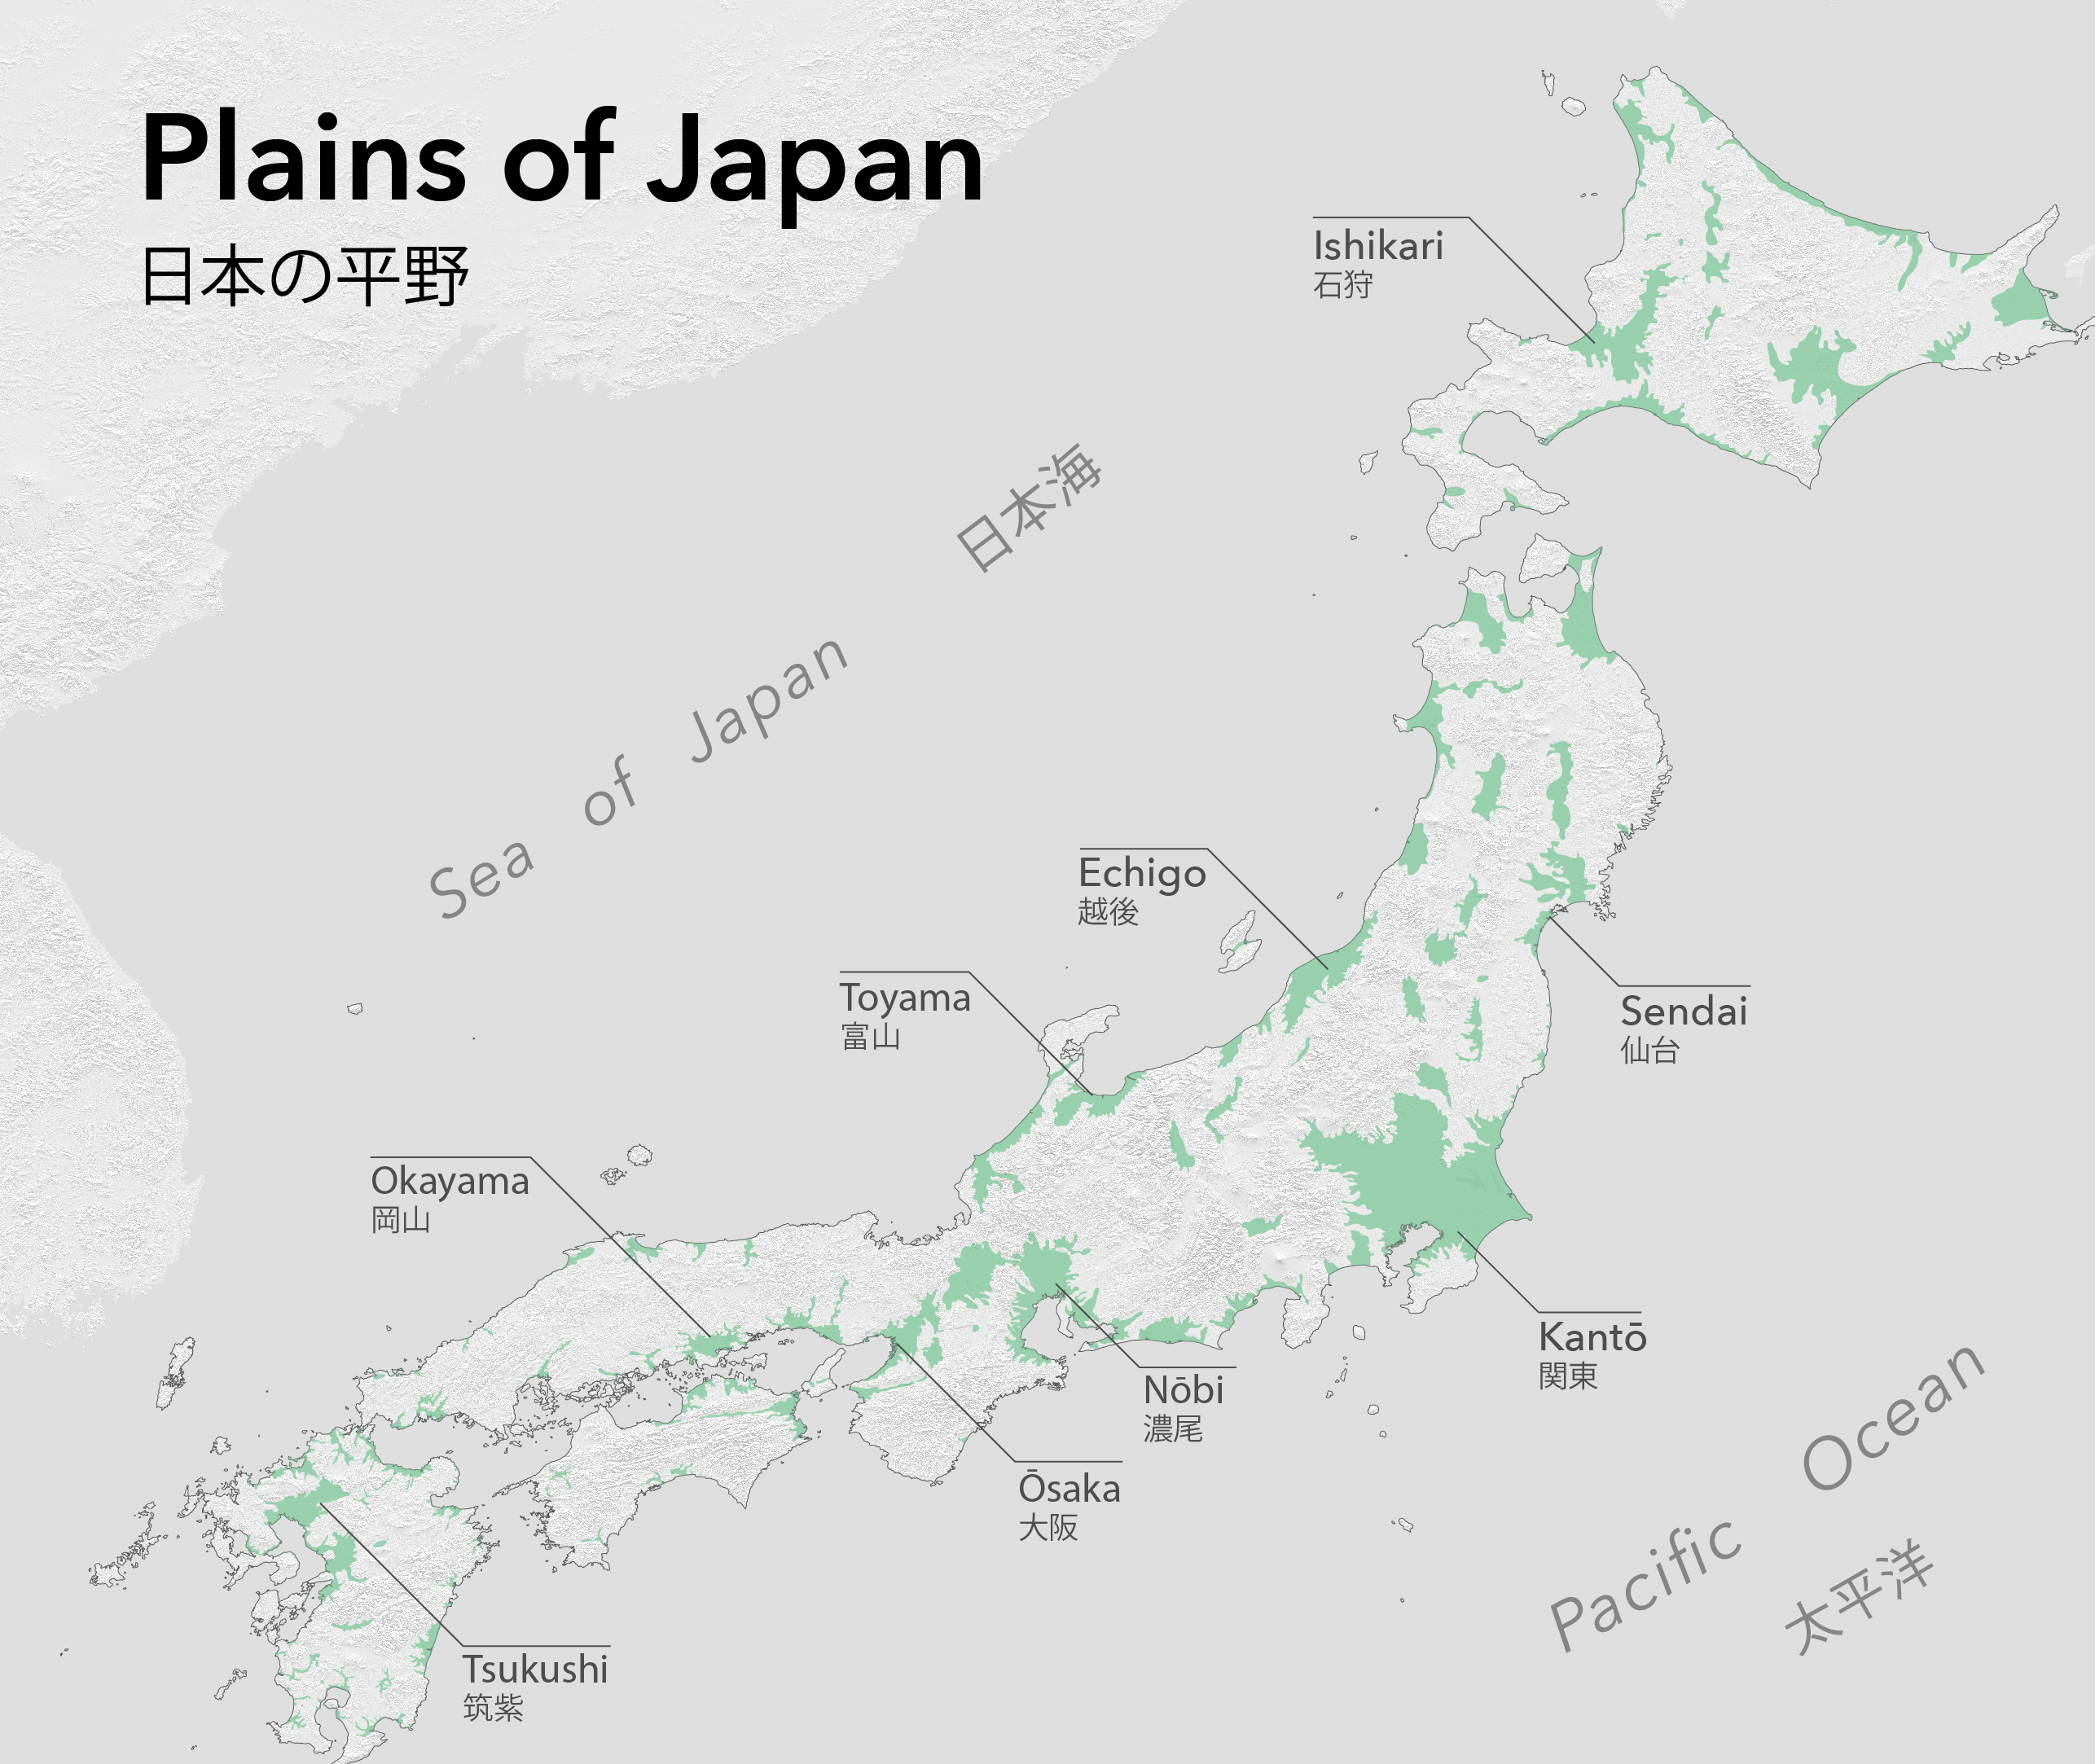 Plains of Japan
日本の平野
Ishikari
石狩
日本海
Sea of Japan
Echigo
越後
Toyama
富山
Sendai
仙台
Okayama
岡山
Kantō
関東
Nōbi
濃尾
Ōsaka
大阪
Pacific Ocean
太平洋
Tsukushi
筑紫